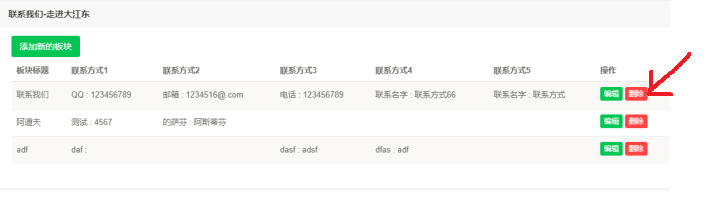 联系我们-走进大江东
添加新的板块
板块标题 联系方式1 联系方式2 联系方式3 联系方式4 联系方式5 操作
联系我们 QQ : 123456789 邮箱 : 1234516@.com 电话 : 123456789 联系名字 : 联系方式66 联系名字 : 联系方式 编辑 删除
阿道夫 测试 : 4567 的萨芬 : 阿斯蒂芬 编辑 删除
adf daf : dasf : adsf dfas : adf 编辑 删除